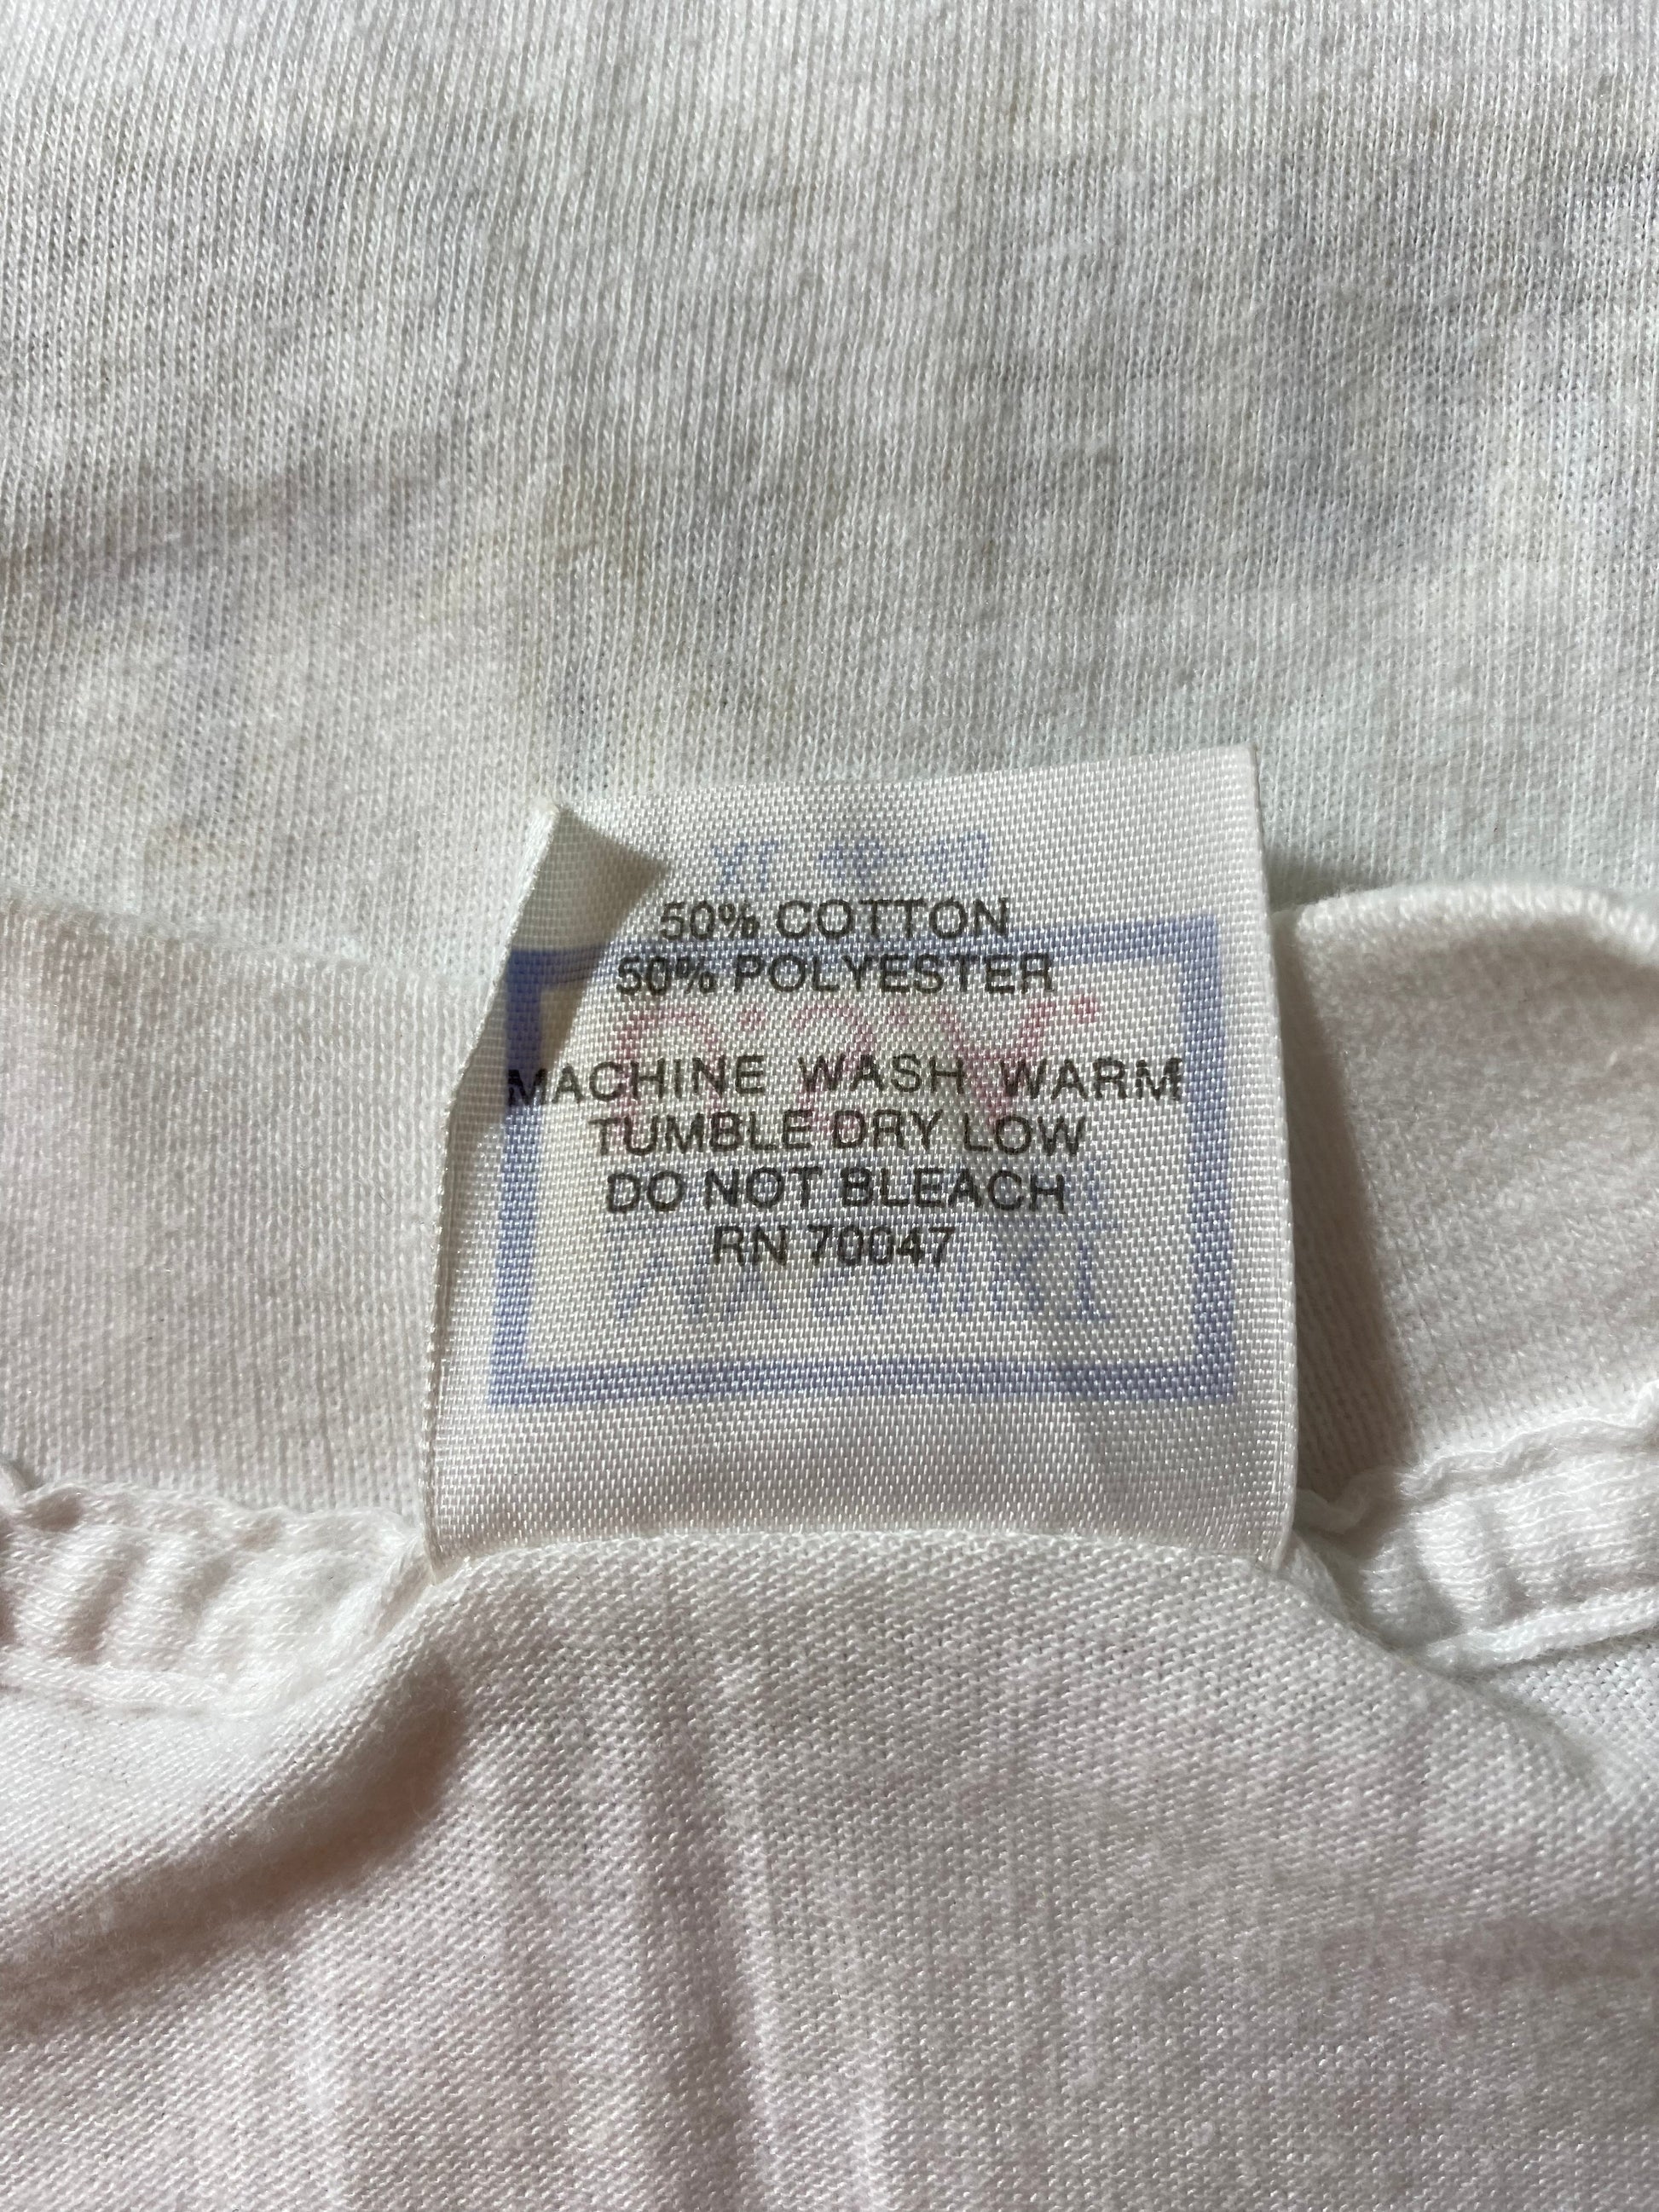 50% COTTON
50% POLYESTER
MACHINE WASH WARM
TUMBLE DRY LOW
DO NOT BLEACH
RN 70047